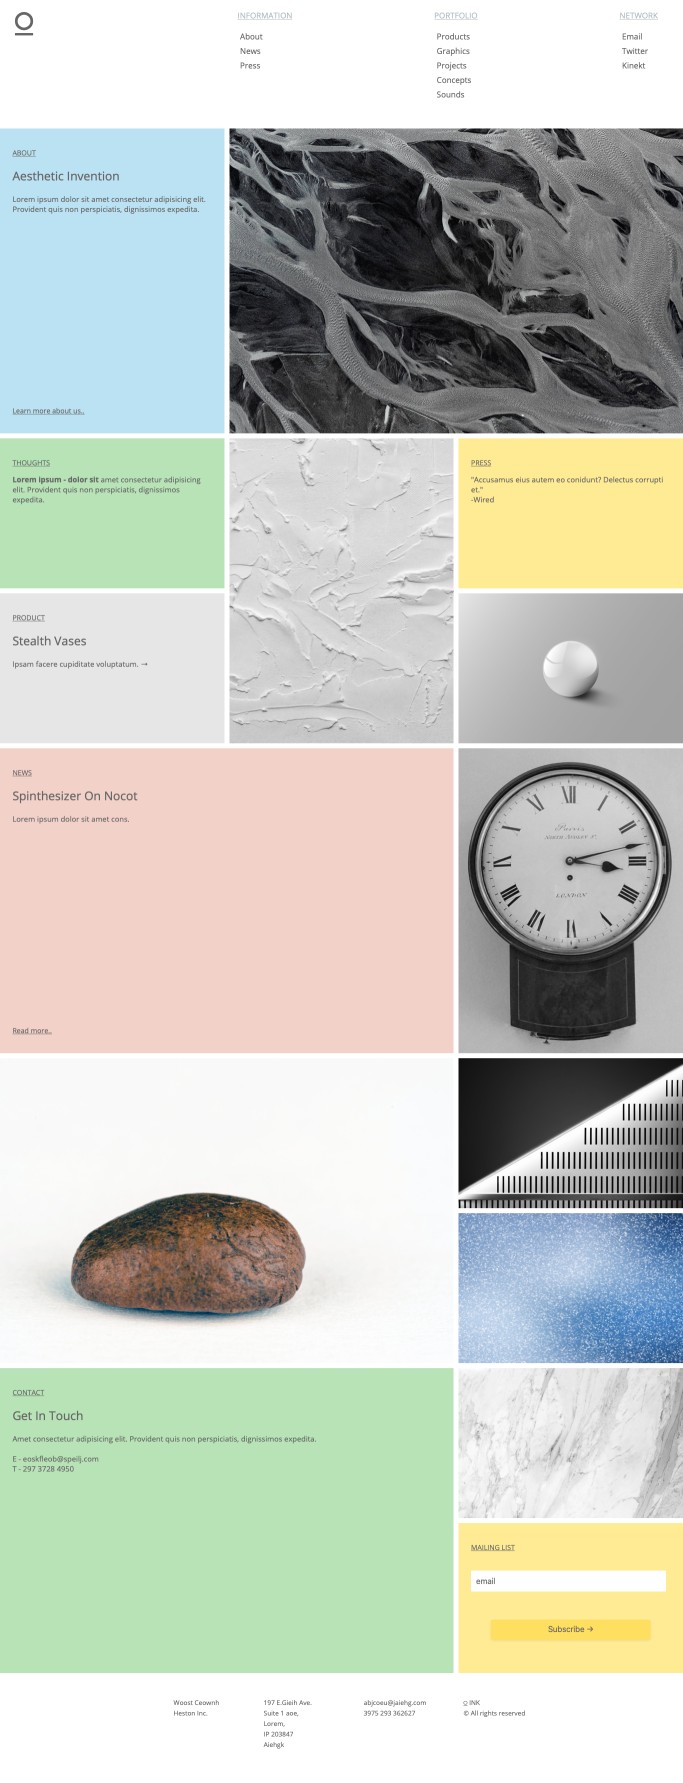 INFORMATION
About
News
Press
PORTFOLIO
Products
Graphics
Projects
Concepts
Sounds
NETWORK
Email
Twitter
Kinekt
ABOUT
Aesthetic Invention
Lorem ipsum dolor sit amet consectetur adipisicing elit.
Provident quis non perspiciatis, dignissimos expedita.
Learn more about us..
THOUGHTS
Lorem ipsum - dolor sit amet consectetur adipisicing
elit. Provident quis non perspiciatis, dignissimos
expedita.
PRESS
"Accusamus eius autem eo conidunt? Delectus corrupti
et."
-Wired
PRODUCT
Stealth Vases
Ipsam facere cupiditate voluptatum. →
NEWS
Spinthesizer On Nocot
Lorem ipsum dolor sit amet cons.
Read more..
LONDON
CONTACT
Get In Touch
Amet consectetur adipisicing elit. Provident quis non perspiciatis, dignissimos expedita.
E - eoskfleob@speilj.com
T - 297 3728 4950
MAILING LIST
email
Subscribe →
Woost Ceownh
Heston Inc.
197 E.Gieih Ave.
Suite 1 aoe,
Lorem,
IP 203847
Aiehgk
abjcoeu@jaiehg.com
3975 293 362627
INK
© All rights reserved